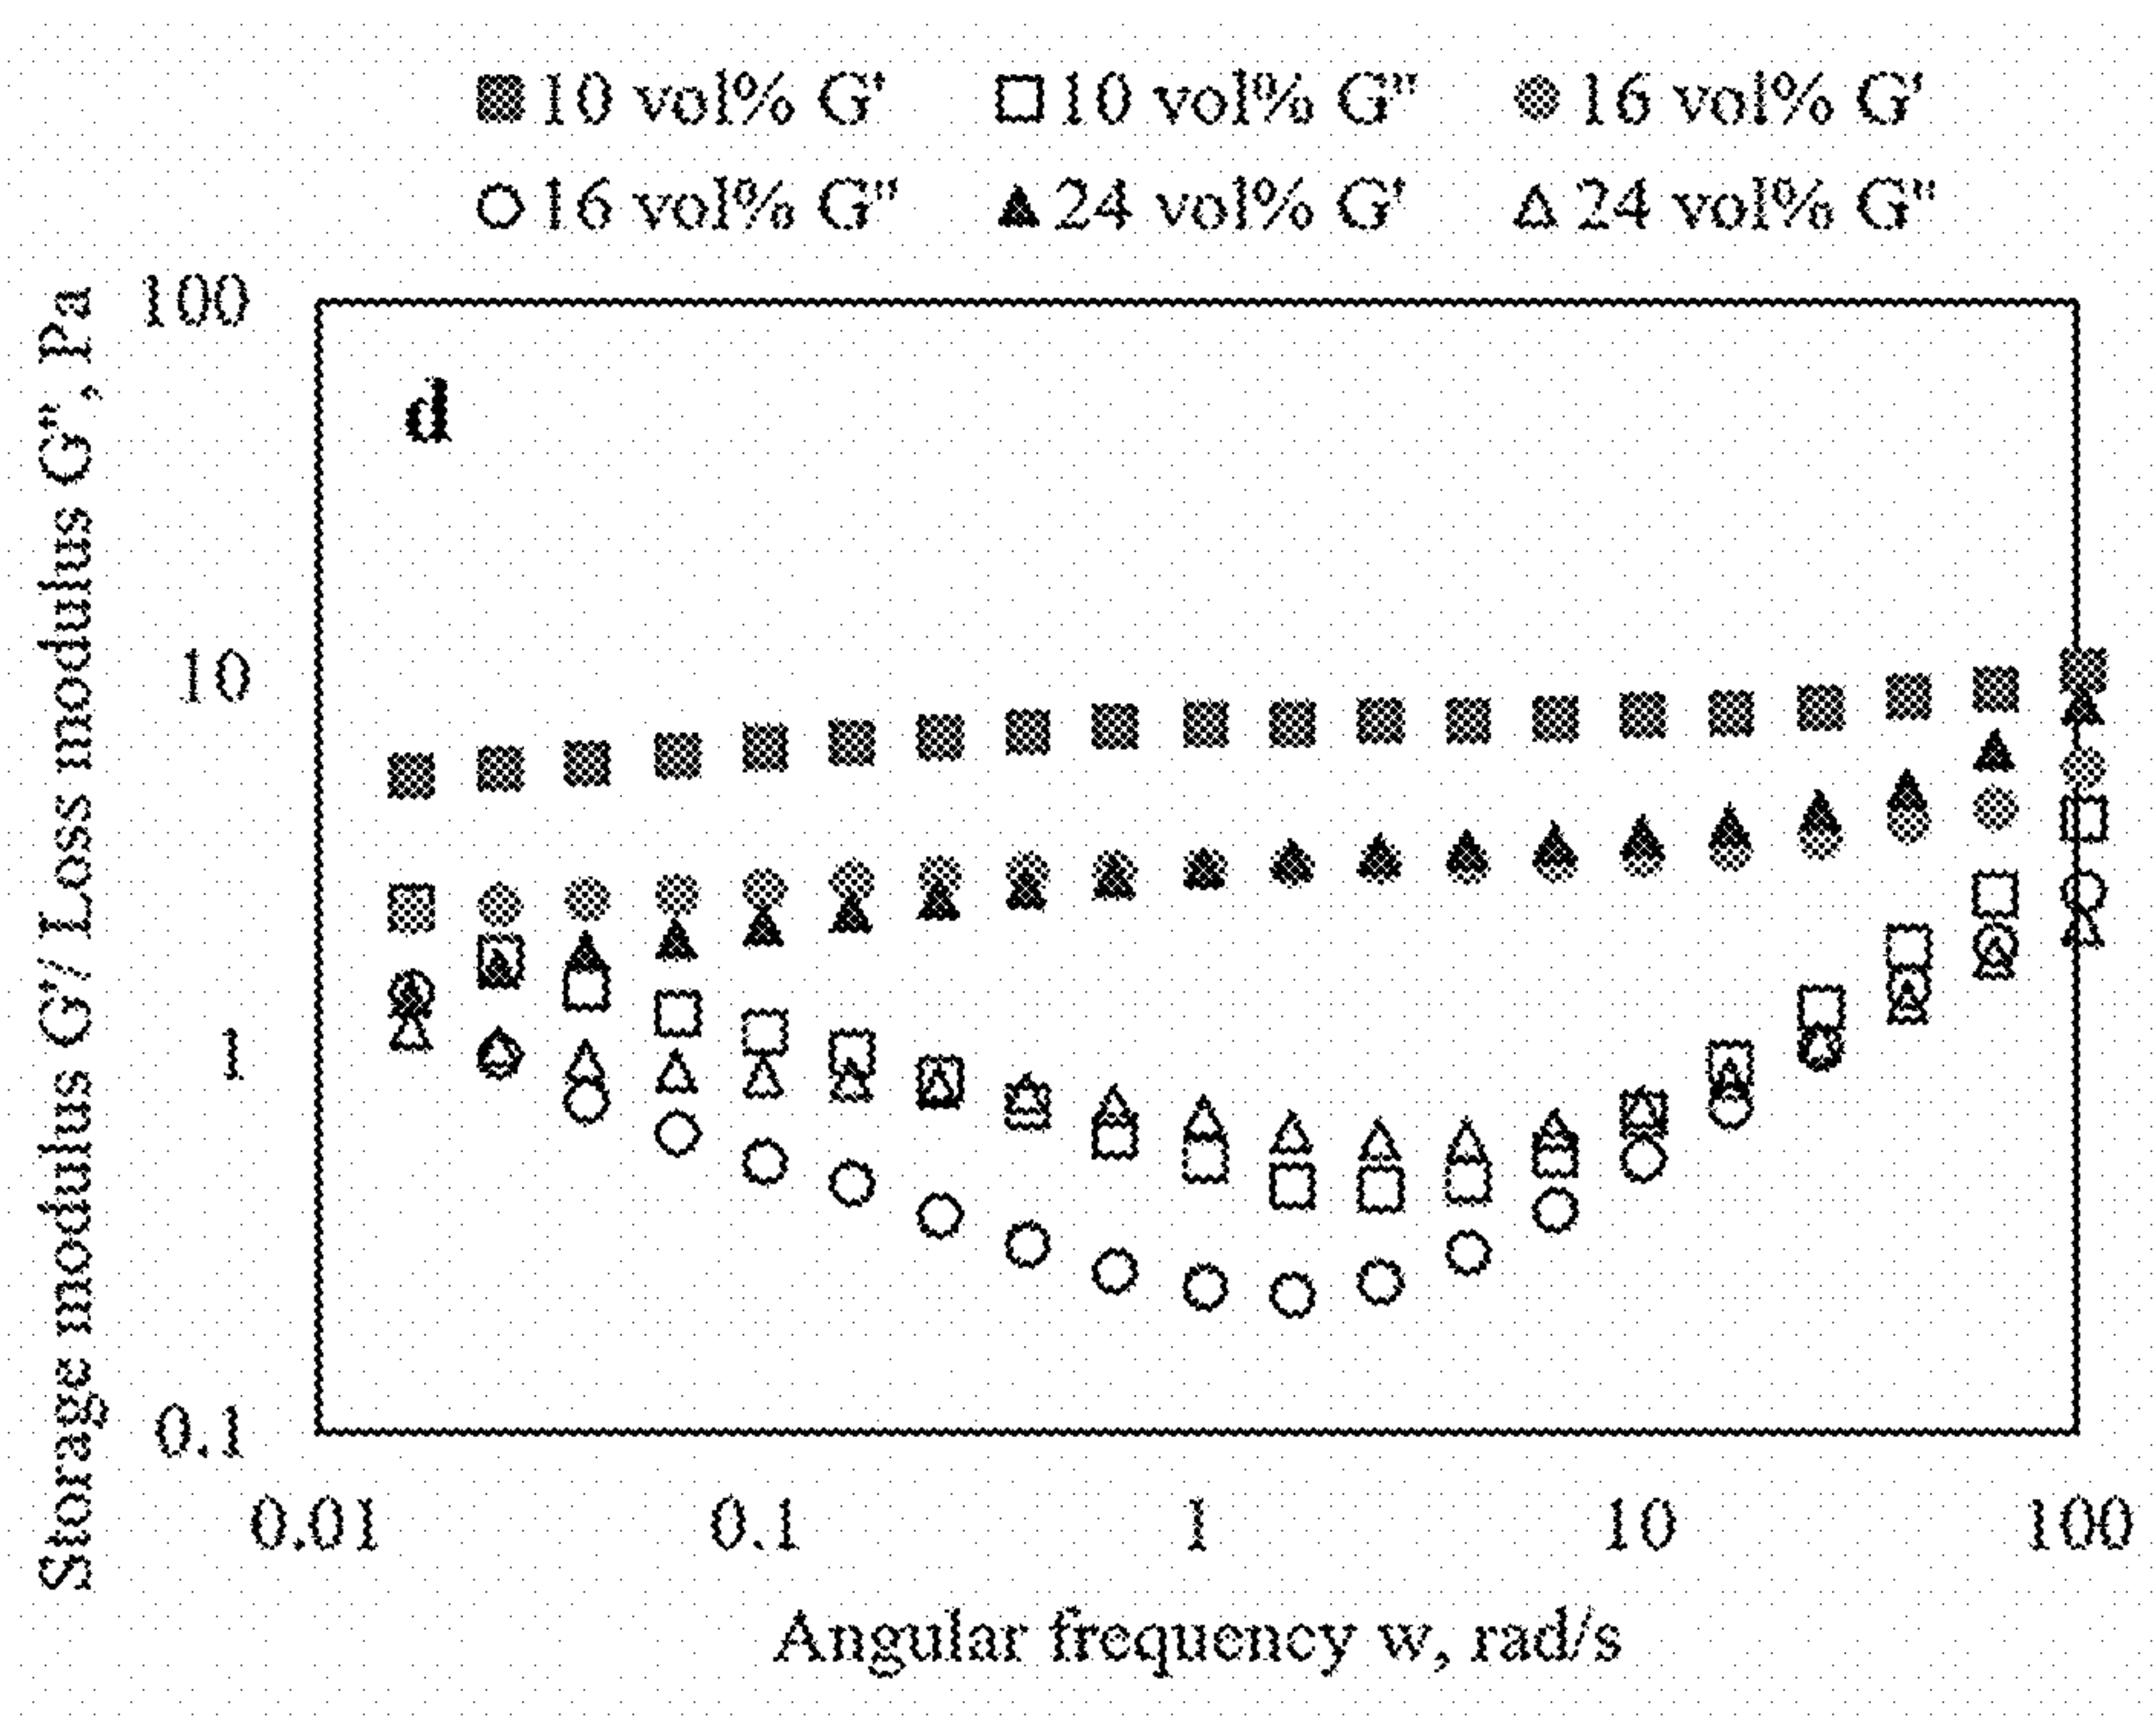 10 vol% G' 10 vol% G" 16 vol% G'
16 vol% G" 24 vol% G' 24 vol% G"
Storage modulus G'/ Loss modulus G", Pa
100
10
1
0.1
d
0.01 0.1 1 10 100
Angular frequency w, rad/s